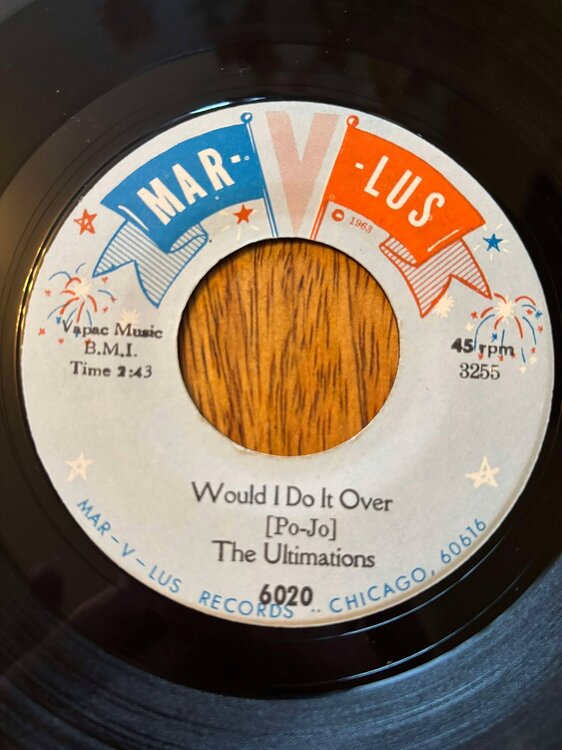 MAR-V-LUS
© 1963
Vapac Music
B.M.I.
Time 2:43
45 rpm
3255
Would I Do It Over
[Po-Jo]
The Ultimations
6020
MAR-V-LUS RECORDS .. CHICAGO, 60616